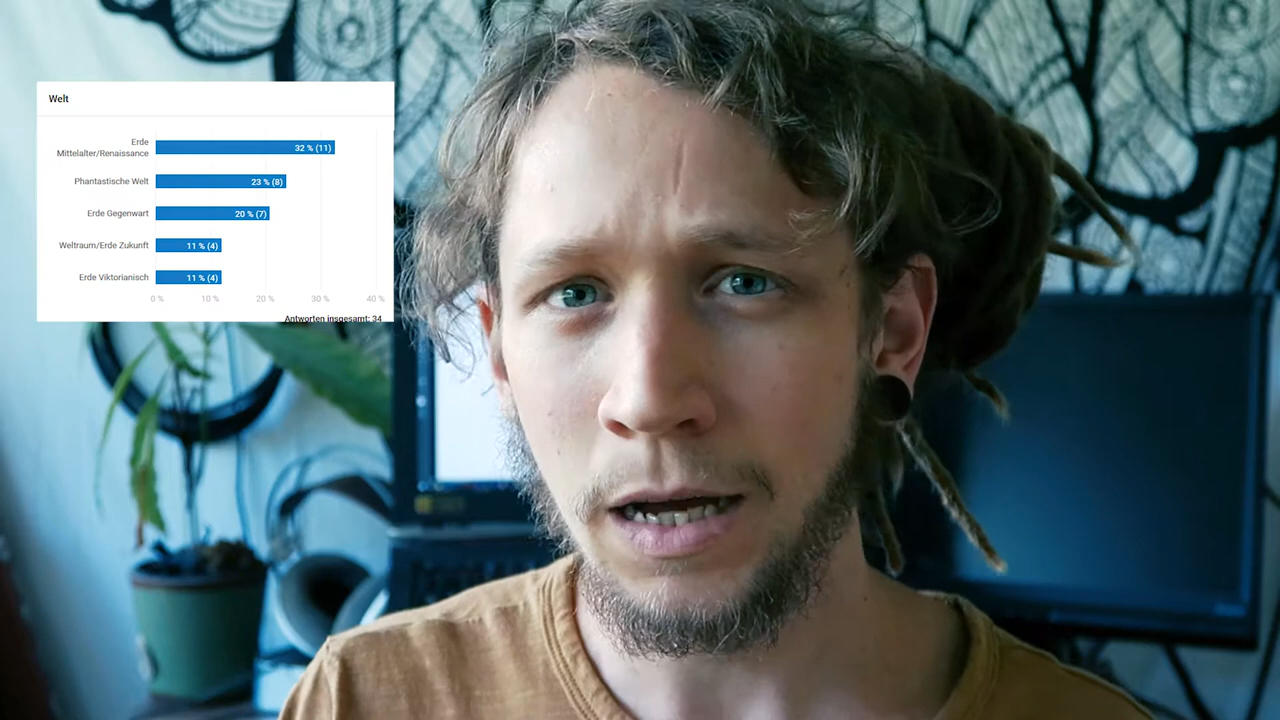 Welt
Erde
Mittelalter/Renaissance
32 % (11)
Phantastische Welt
23 % (8)
Erde Gegenwart
20 % (7)
Weltraum/Erde Zukunft
11 % (4)
Erde Viktorianisch
11 % (4)
0 %
10 %
20 %
30 %
40 %
Antworten insgesamt: 34